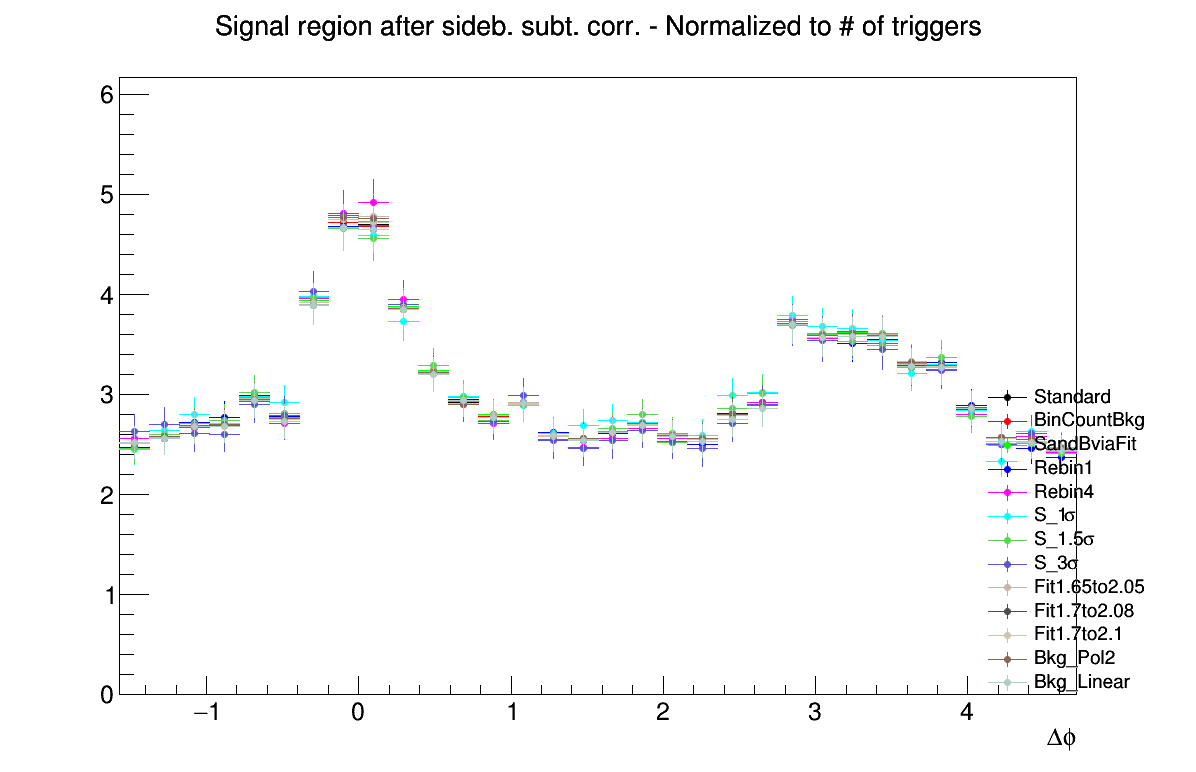 Signal region after sideb. subt. corr. - Normalized to # of triggers
6
5
4
3
2
1
0
Standard
BinCountBkg
SandBviaFit
Rebin1
Rebin4
S_1σ
S_1.5σ
S_3σ
Fit1.65to2.05
Fit1.7to2.08
Fit1.7to2.1
Bkg_Pol2
Bkg_Linear
−1 0 1 2 3 4
Δϕ